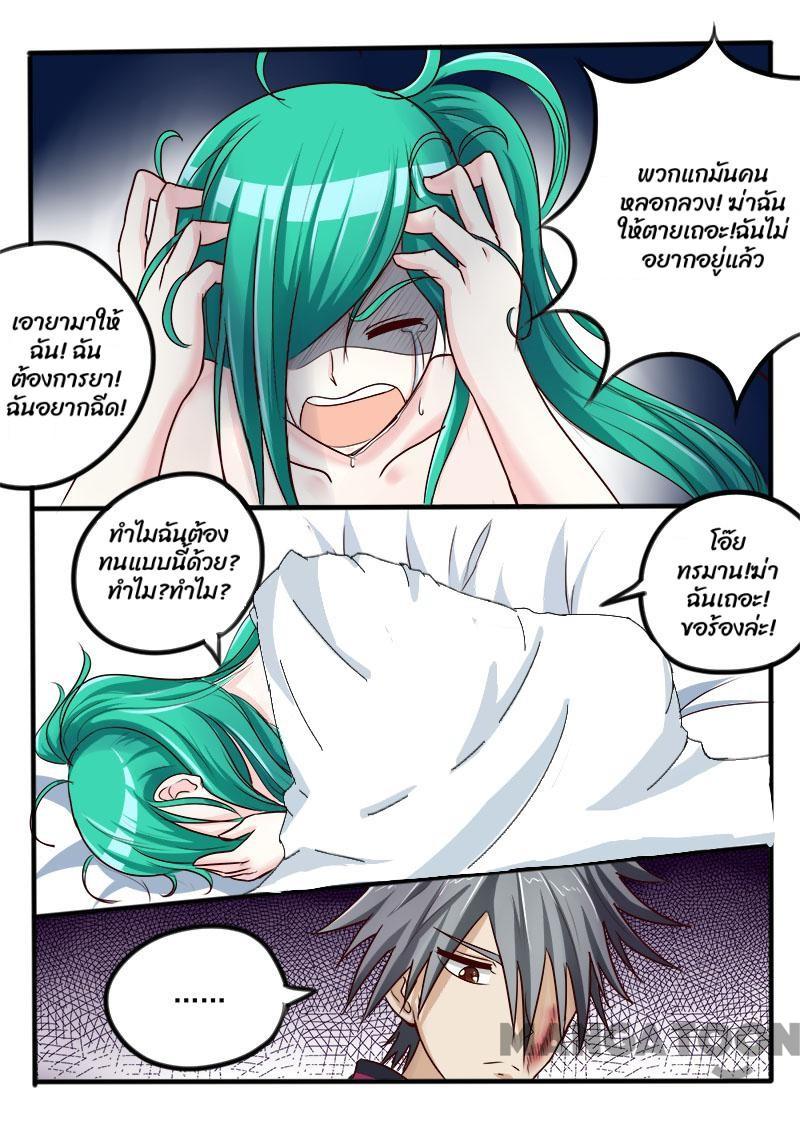 พวกแกมันคน
หลอกลวง! ฆ่าฉัน
ให้ตายเถอะ!ฉันไม่
อยากอยู่แล้ว
เอายามาให้
ฉัน! ฉัน
ต้องการยา!
ฉันอยากฉีด!
ทำไมฉันต้อง
ทนแบบนี้ด้วย?
ทำไม?ทำไม?
โอ๊ย
ทรมาน!ฆ่า
ฉันเถอะ!
ขอร้องล่ะ!
......
MANGATOON